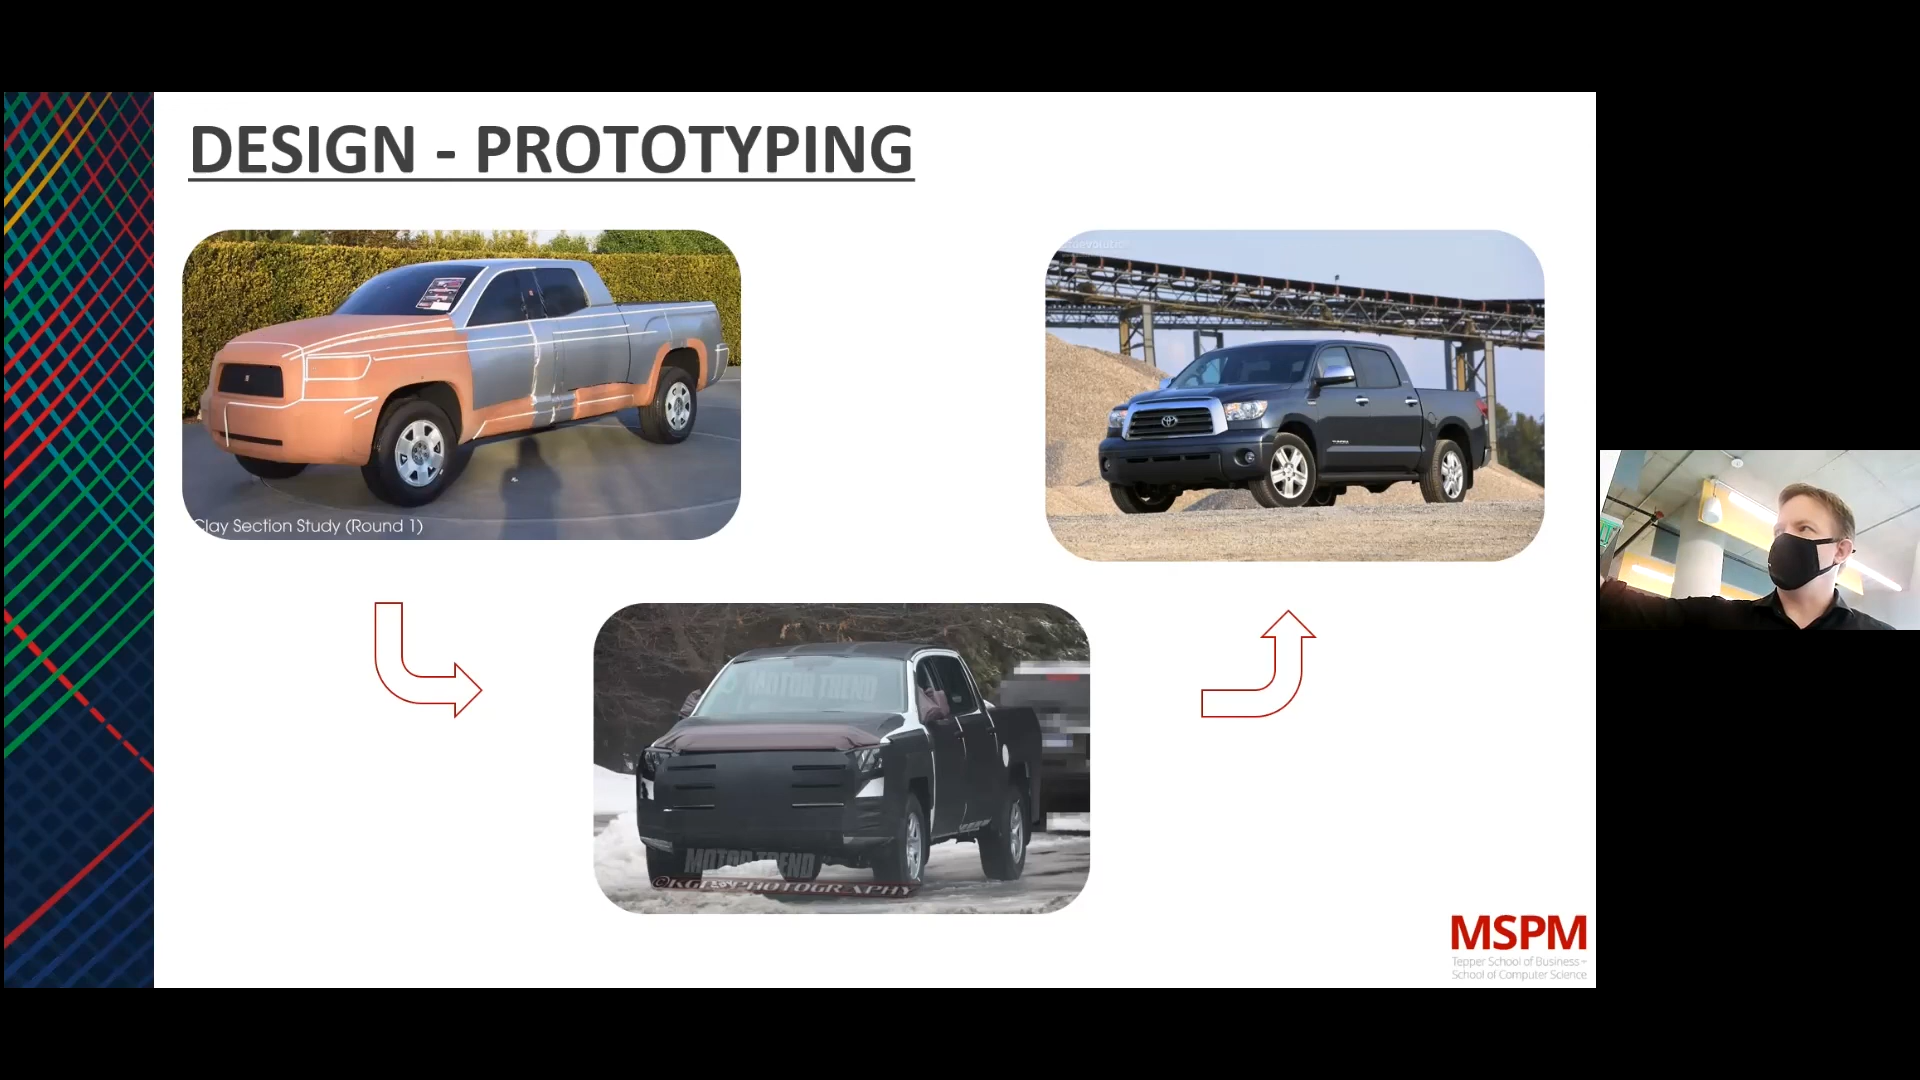 DESIGN - PROTOTYPING
Clay Section Study (Round 1)
MOTOR TREND
MOTOR TREND
MSPM
Tepper School of Business –
School of Computer Science